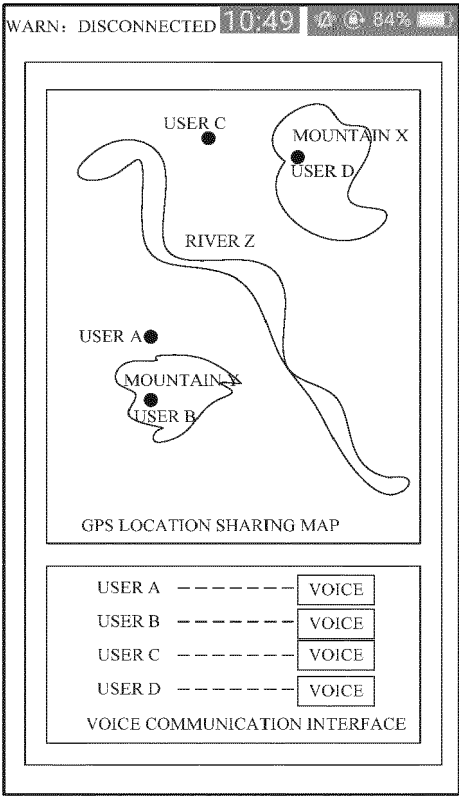 WARN: DISCONNECTED 10:49 84%
USER C
MOUNTAIN X
USER D
RIVER Z
USER A
MOUNTAIN Y
USER B
GPS LOCATION SHARING MAP
USER A VOICE
USER B VOICE
USER C VOICE
USER D VOICE
VOICE COMMUNICATION INTERFACE